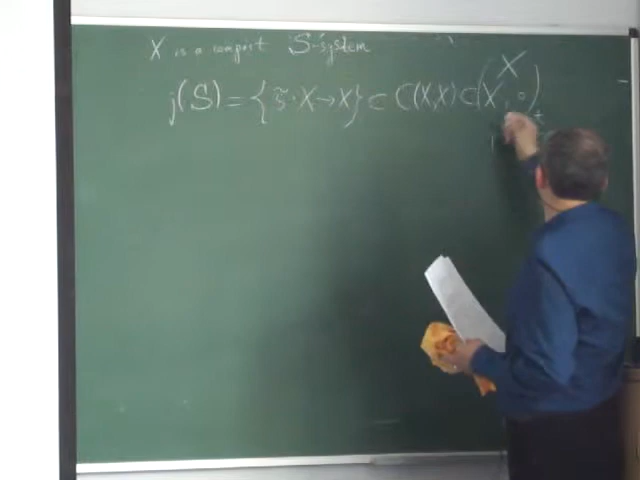 X is a compact S-system
j(S) = { s̃ : X → X } ⊂ C(X,X) ⊂ (X^X, ∘)